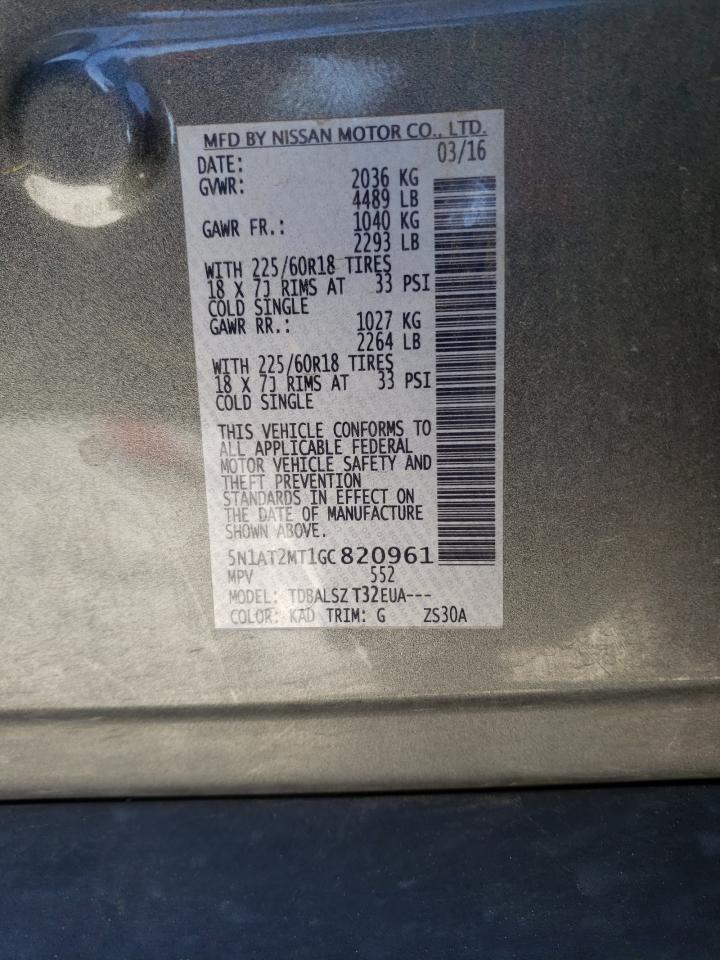 MFD BY NISSAN MOTOR CO., LTD.
DATE: 03/16
GVWR: 2036 KG
4489 LB
GAWR FR.: 1040 KG
2293 LB
WITH 225/60R18 TIRES
18 X 7J RIMS AT 33 PSI
COLD SINGLE
GAWR RR.: 1027 KG
2264 LB
WITH 225/60R18 TIRES
18 X 7J RIMS AT 33 PSI
COLD SINGLE
THIS VEHICLE CONFORMS TO
ALL APPLICABLE FEDERAL
MOTOR VEHICLE SAFETY AND
THEFT PREVENTION
STANDARDS IN EFFECT ON
THE DATE OF MANUFACTURE
SHOWN ABOVE.
5N1AT2MT1GC820961
MPV 552
MODEL: TDBALSZ T32EUA---
COLOR: KAD TRIM: G ZS30A